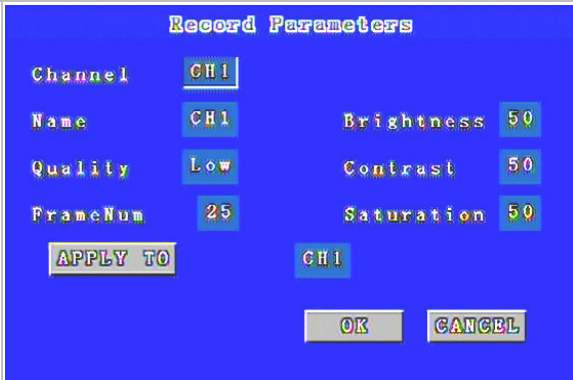 Record Parameters
Channel CH1
Name CH1 Brightness 50
Quality Low Contrast 50
FrameNum 25 Saturation 50
APPLY TO CH1
OK CANCEL